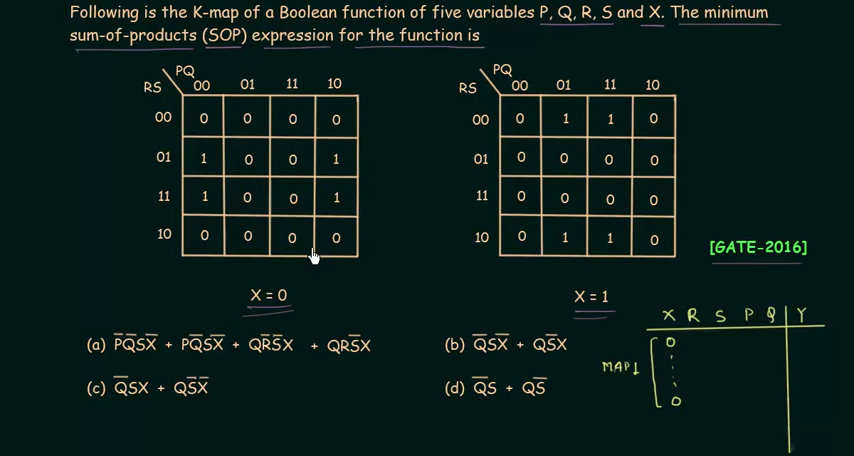 Following is the K-map of a Boolean function of five variables P, Q, R, S and X. The minimum
sum-of-products (SOP) expression for the function is
PQ PQ
RS 00 01 11 10 RS 00 01 11 10
00 0 0 0 0 00 0 1 1 0
01 1 0 0 1 01 0 0 0 0
11 1 0 0 1 11 0 0 0 0
10 0 0 0 0 10 0 1 1 0
[GATE-2016]
X = 0 X = 1
X R S P Q Y
(a) P̅Q̅SX̅ + PQ̅SX̅ + QR̅S̅X + QRS̅X (b) Q̅SX̅ + QS̅X
MAP1 0
(c) Q̅SX + QS̅X̅ (d) Q̅S + QS̅
0